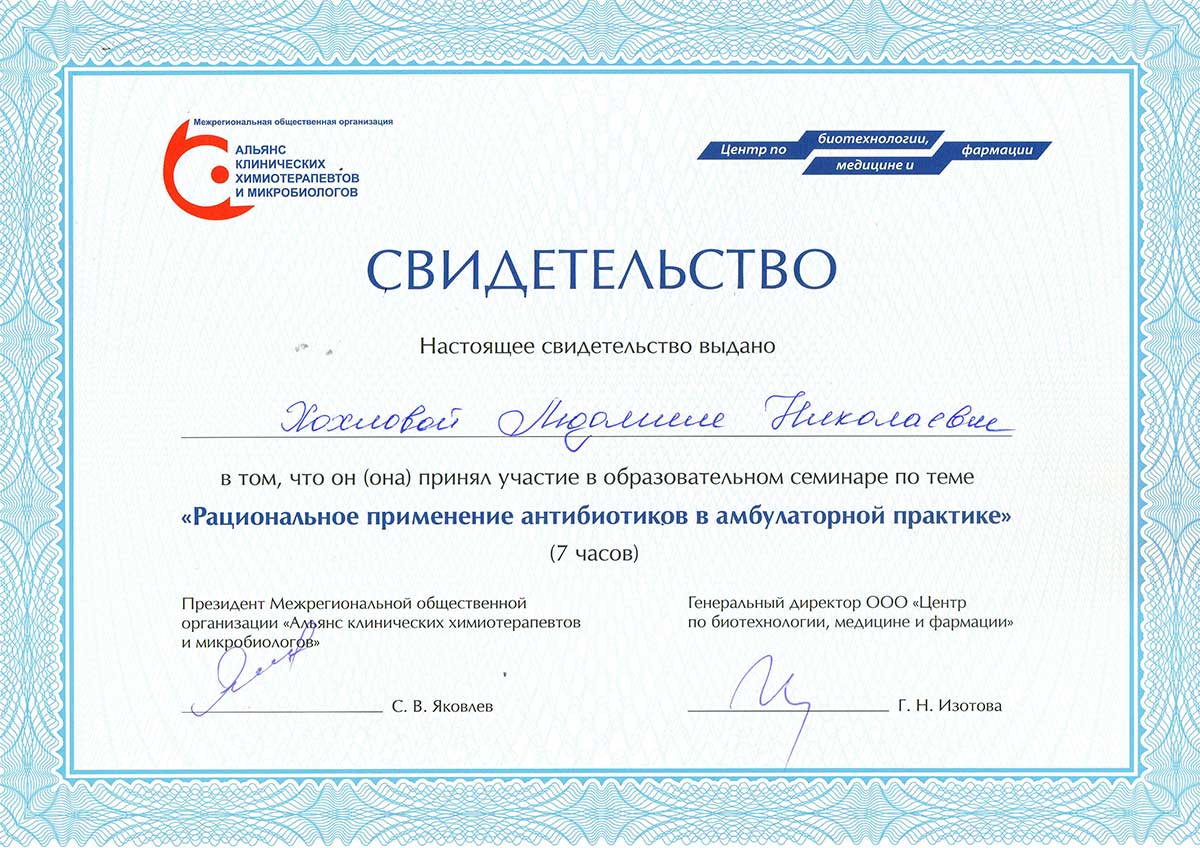 Межрегиональная общественная организация
АЛЬЯНС
КЛИНИЧЕСКИХ
ХИМИОТЕРАПЕВТОВ
И МИКРОБИОЛОГОВ
Центр по биотехнологии,
медицине и фармации
СВИДЕТЕЛЬСТВО
Настоящее свидетельство выдано
Хохловой Людмиле Николаевне
в том, что он (она) принял участие в образовательном семинаре по теме
«Рациональное применение антибиотиков в амбулаторной практике»
(7 часов)
Президент Межрегиональной общественной
организации «Альянс клинических химиотерапевтов
и микробиологов»
С. В. Яковлев
Генеральный директор ООО «Центр
по биотехнологии, медицине и фармации»
Г. Н. Изотова